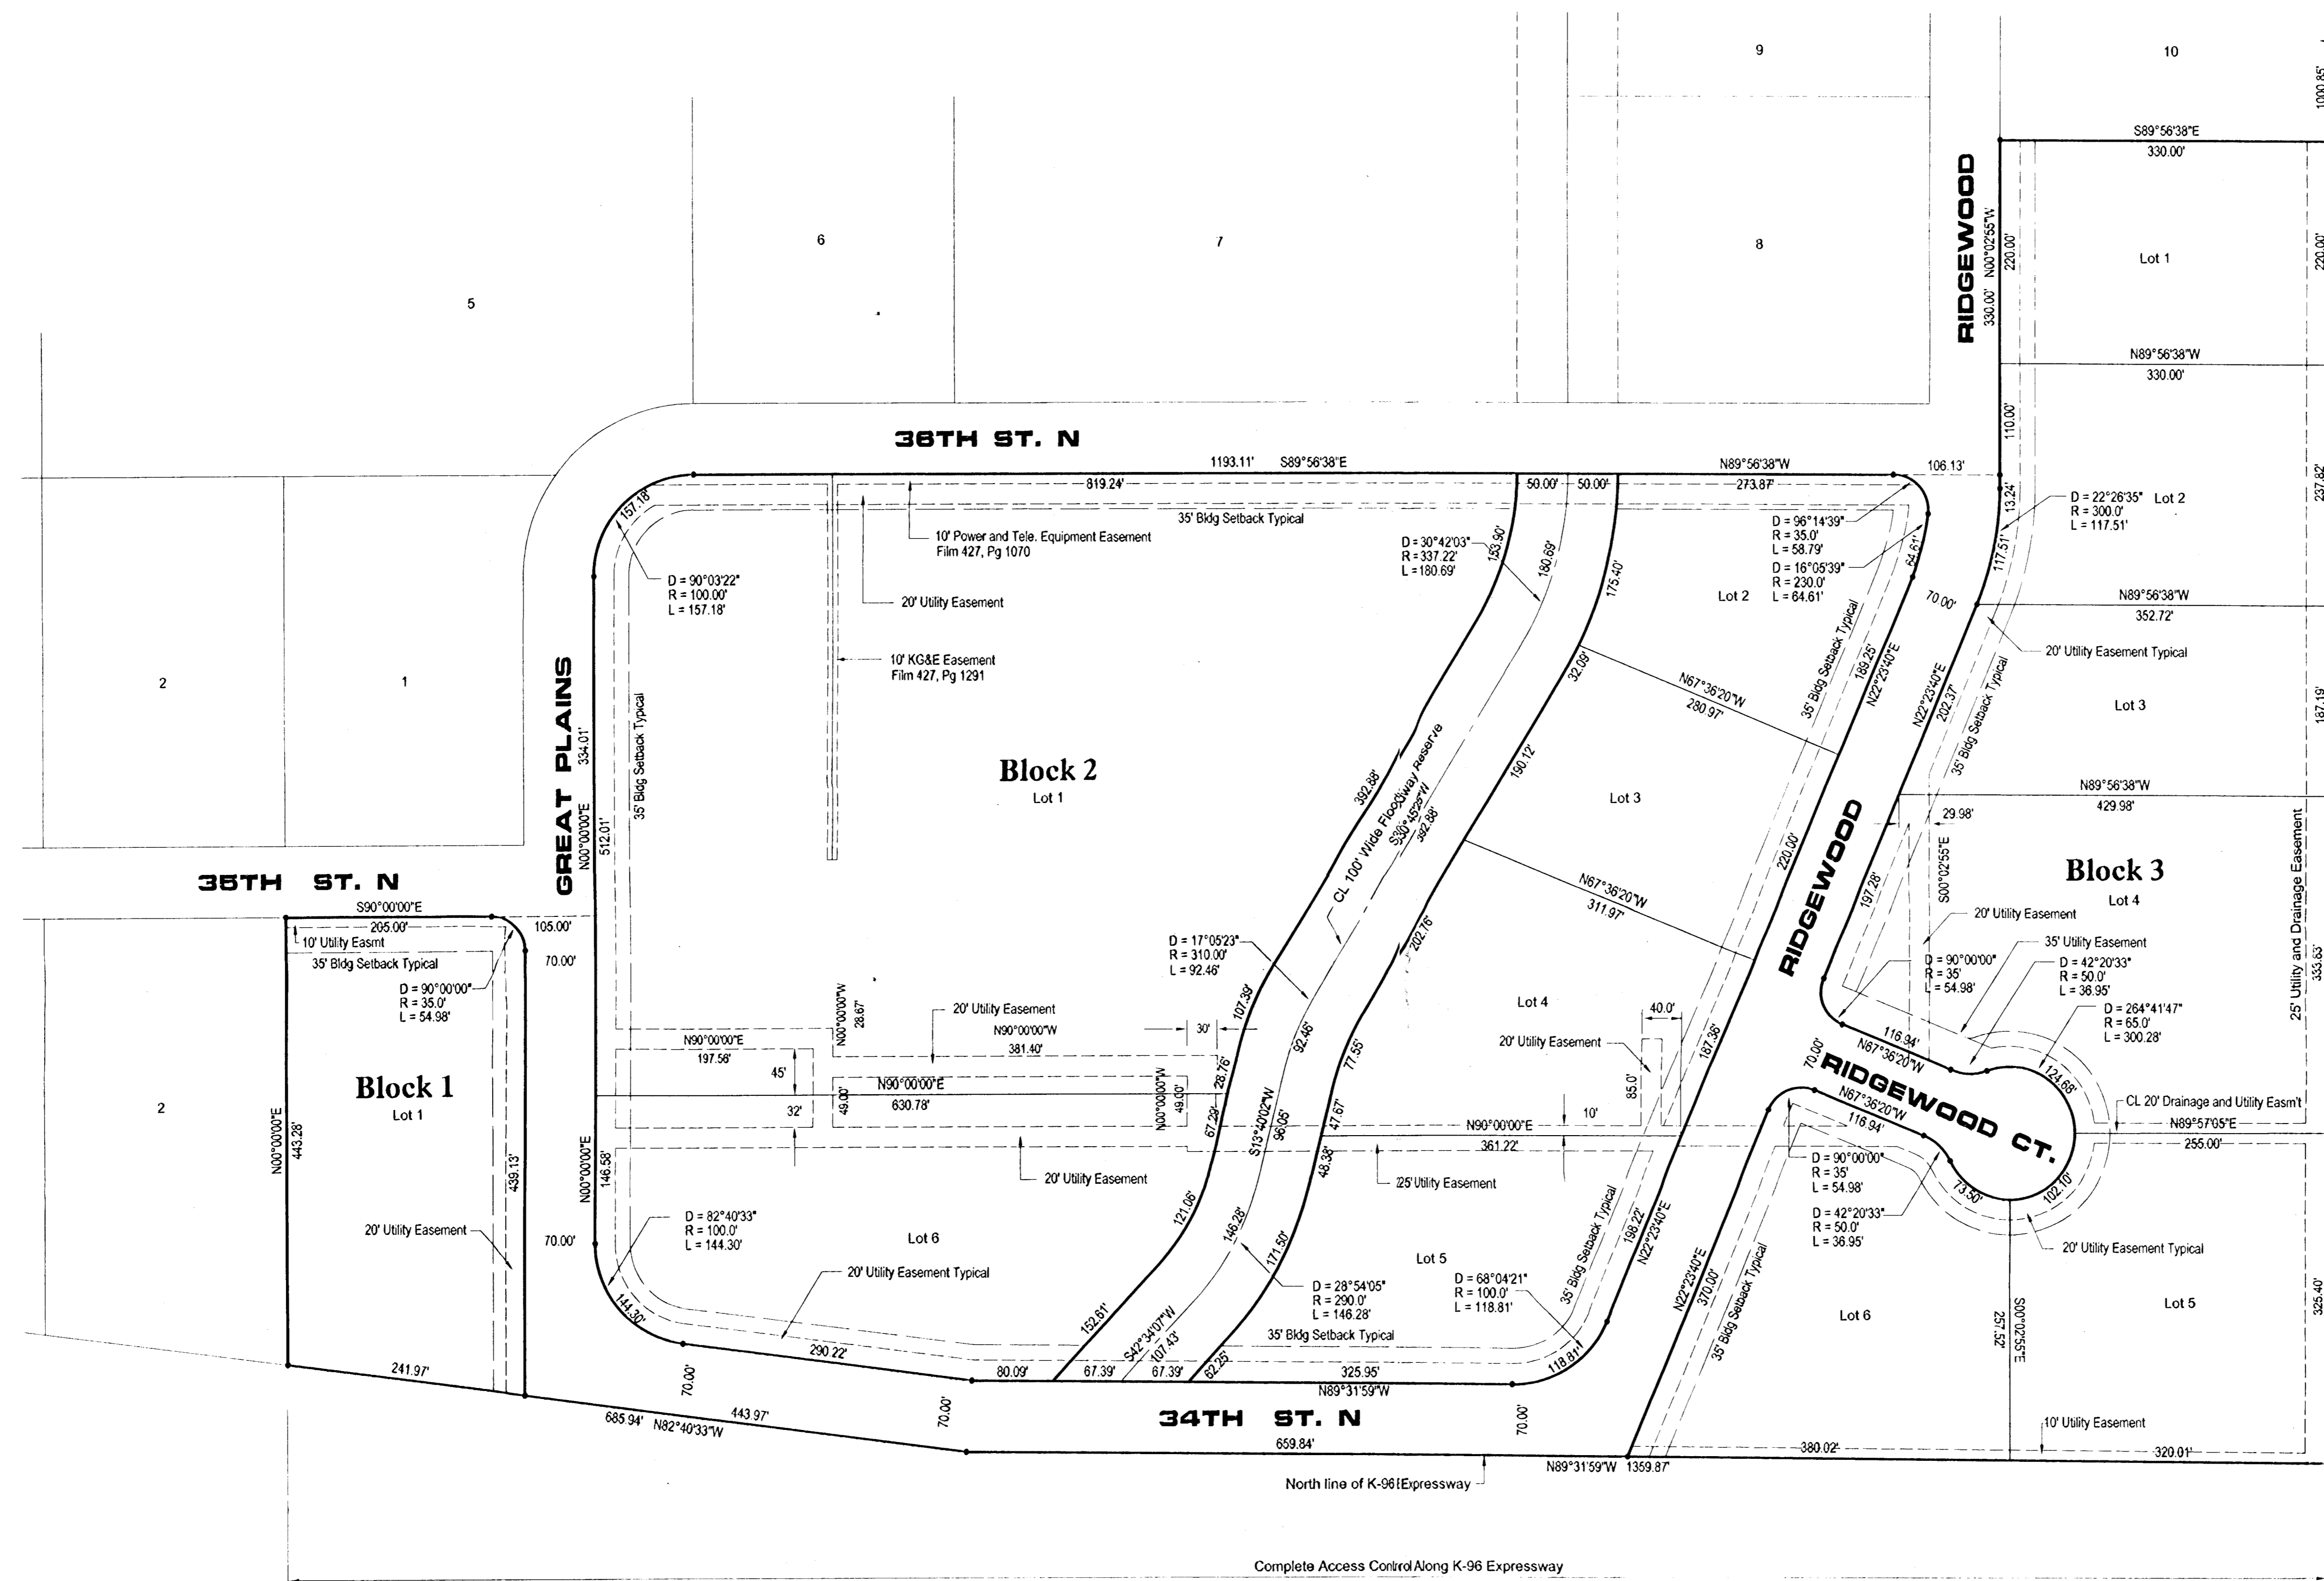 9
10
1000.85'
S89°56'38"E
330.00'
RIDGEWOOD
330.00' N00°02'55"W
220.00'
Lot 1
220.00'
6
7
8
5
N89°56'38"W
330.00'
110.00'
36TH ST. N
1193.11' S89°56'38"E
N89°56'38"W
106.13'
819.24'
50.00' 50.00'
273.87'
157.18'
35' Bldg Setback Typical
10' Power and Tele. Equipment Easement
Film 427, Pg 1070
20' Utility Easement
D = 90°03'22"
R = 100.00'
L = 157.18'
10' KG&E Easement
Film 427, Pg 1291
153.90'
180.69'
175.40'
D = 30°42'03"
R = 337.22'
L = 180.69'
D = 96°14'39"
R = 35.0'
L = 58.79'
D = 16°05'39"
R = 230.0'
L = 64.61'
64.61'
Lot 2
13.24'
117.51'
D = 22°26'35"
R = 300.0'
L = 117.51'
Lot 2
237.82'
70.00'
N89°56'38"W
352.72'
20' Utility Easement Typical
35' Bldg Setback Typical
N22°23'40"E
202.37'
Lot 3
187.19'
35' Bldg Setback Typical
189.25'
N22°23'40"E
32.09'
N67°36'20"W
280.97'
2
1
GREAT PLAINS
334.01'
N00°00'00"E
512.01'
35' Bldg Setback Typical
Block 2
Lot 1
392.88'
CL 100' Wide Floodway Reserve
S30°45'25"W
392.88'
190.12'
Lot 3
220.00'
RIDGEWOOD
N89°56'38"W
429.98'
29.98'
S00°02'55"E
197.28'
Block 3
Lot 4
25' Utility and Drainage Easement
333.83'
35TH ST. N
S90°00'00"E
205.00'
105.00'
10' Utility Easmt
35' Bldg Setback Typical
70.00'
D = 90°00'00"
R = 35.0'
L = 54.98'
N67°36'20"W
311.97'
202.76'
D = 17°05'23"
R = 310.00'
L = 92.46'
107.39'
92.46'
77.55'
Lot 4
40.0'
20' Utility Easement
85.0'
187.36'
20' Utility Easement
35' Utility Easement
D = 90°00'00"
R = 35'
L = 54.98'
D = 42°20'33"
R = 50.0'
L = 36.95'
D = 264°41'47"
R = 65.0'
L = 300.28'
116.94'
N67°36'20"W
70.00'
RIDGEWOOD CT.
124.68'
CL 20' Drainage and Utility Easm't
N89°57'05"E
255.00'
N67°36'20"W
116.94'
73.50'
102.10'
N00°00'00"W
28.67'
20' Utility Easement
N90°00'00"W
381.40'
30'
N90°00'00"E
197.56'
45'
32'
49.00'
N90°00'00"E
630.78'
N00°00'00"W
49.00'
28.76'
67.29'
S13°40'02"W
96.05'
47.67'
48.38'
N90°00'00"E
361.22'
10'
25' Utility Easement
20' Utility Easement
Block 1
Lot 1
2
N00°00'00"E
443.28'
439.13'
20' Utility Easement
N00°00'00"E
146.58'
70.00'
D = 82°40'33"
R = 100.0'
L = 144.30'
144.30'
Lot 6
20' Utility Easement Typical
121.06'
146.28'
171.50'
152.61'
S42°34'07"W
107.43'
62.25'
D = 28°54'05"
R = 290.0'
L = 146.28'
Lot 5
35' Bldg Setback Typical
D = 68°04'21"
R = 100.0'
L = 118.81'
118.81'
35' Bldg Setback Typical
198.22'
N22°23'40"E
N22°23'40"E
370.00'
35' Bldg Setback Typical
D = 90°00'00"
R = 35'
L = 54.98'
D = 42°20'33"
R = 50.0'
L = 36.95'
20' Utility Easement Typical
Lot 6
S00°02'55"E
257.52'
Lot 5
325.40'
241.97'
290.22'
80.09'
67.39'
67.39'
325.95'
N89°31'59"W
70.00'
70.00'
70.00'
685.94' N82°40'33"W
443.97'
34TH ST. N
659.84'
10' Utility Easement
380.02'
320.01'
North line of K-96 Expressway
N89°31'59"W 1359.87'
Complete Access Control Along K-96 Expressway